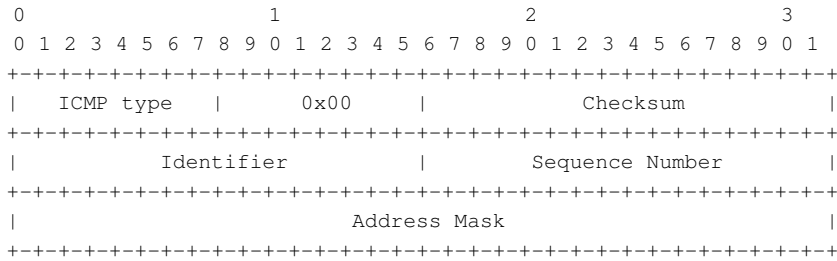 0                   1                   2                   3
0 1 2 3 4 5 6 7 8 9 0 1 2 3 4 5 6 7 8 9 0 1 2 3 4 5 6 7 8 9 0 1
+-+-+-+-+-+-+-+-+-+-+-+-+-+-+-+-+-+-+-+-+-+-+-+-+-+-+-+-+-+-+-+-+
|   ICMP type   |      0x00     |            Checksum           |
+-+-+-+-+-+-+-+-+-+-+-+-+-+-+-+-+-+-+-+-+-+-+-+-+-+-+-+-+-+-+-+-+
|           Identifier          |        Sequence Number        |
+-+-+-+-+-+-+-+-+-+-+-+-+-+-+-+-+-+-+-+-+-+-+-+-+-+-+-+-+-+-+-+-+
|                          Address Mask                         |
+-+-+-+-+-+-+-+-+-+-+-+-+-+-+-+-+-+-+-+-+-+-+-+-+-+-+-+-+-+-+-+-+